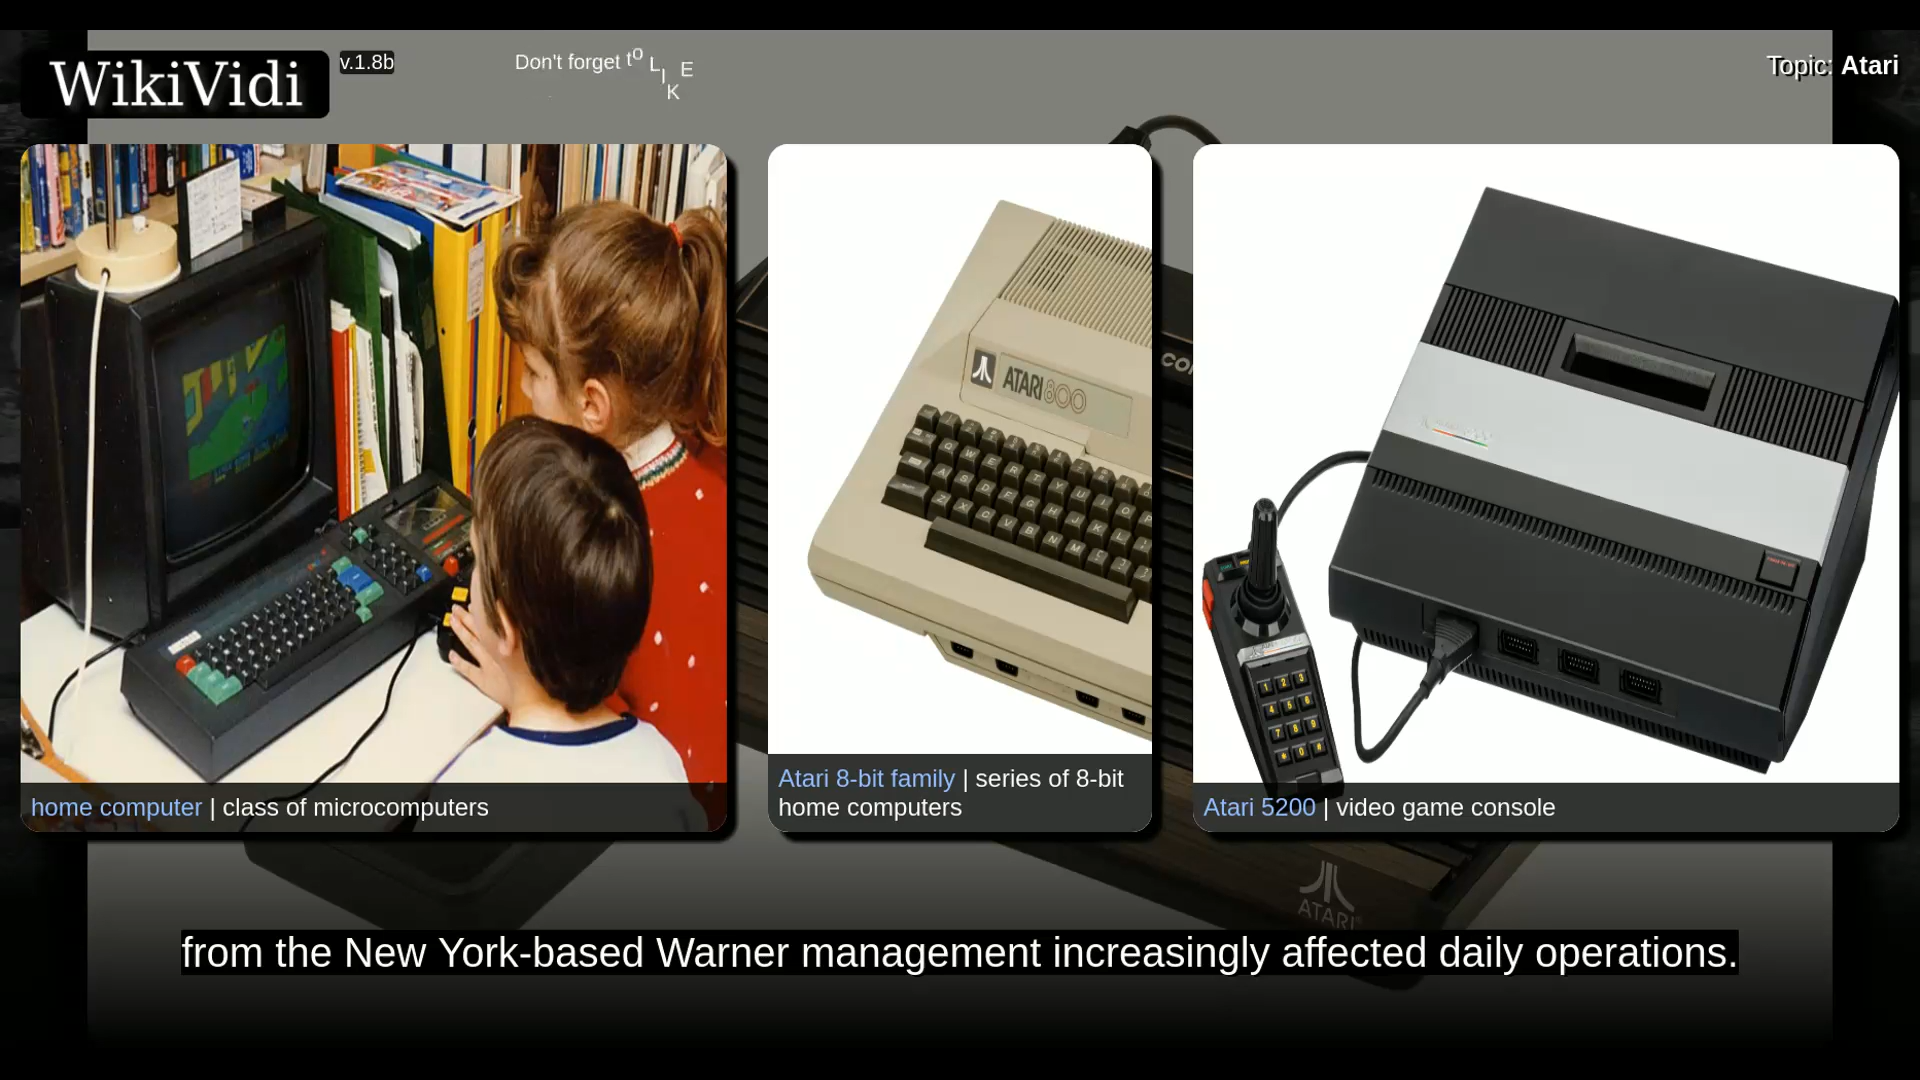 WikiVidi
v.1.8b
Don't forget to LIKE
Topic: Atari
ATARI 800
home computer | class of microcomputers
Atari 8-bit family | series of 8-bit
home computers
Atari 5200 | video game console
ATARI
from the New York-based Warner management increasingly affected daily operations.